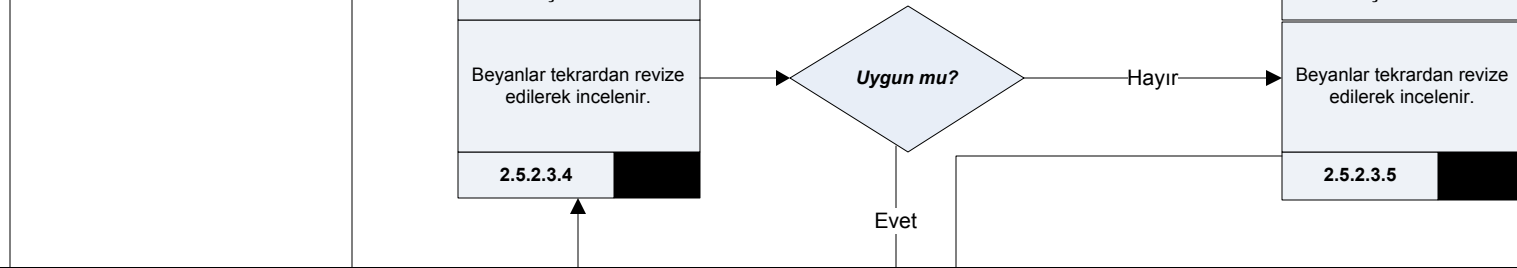 Beyanlar tekrardan revize
edilerek incelenir.
2.5.2.3.4
Uygun mu?
Hayır
Evet
Beyanlar tekrardan revize
edilerek incelenir.
2.5.2.3.5